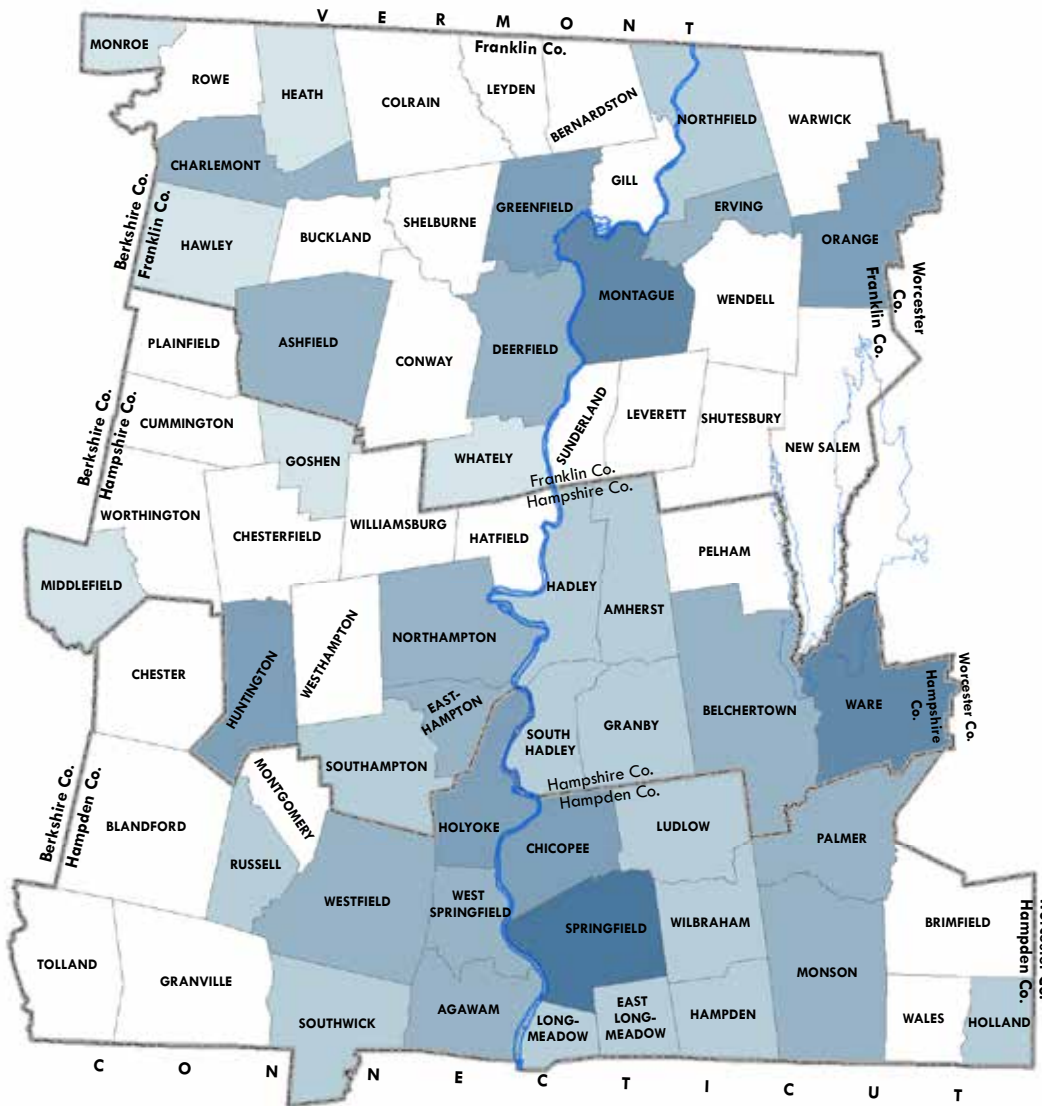 V E R M O N T
Franklin Co.
MONROE
ROWE
HEATH
COLRAIN
LEYDEN
BERNARDSTON
NORTHFIELD
WARWICK
CHARLEMONT
GILL
GREENFIELD
ERVING
SHELBURNE
BUCKLAND
HAWLEY
ORANGE
Berkshire Co.
Franklin Co.
MONTAGUE
WENDELL
Franklin Co.
Worcester
Co.
PLAINFIELD
ASHFIELD
CONWAY
DEERFIELD
SUNDERLAND
LEVERETT
SHUTESBURY
NEW SALEM
CUMMINGTON
GOSHEN
WHATELY
Berkshire Co.
Hampshire Co.
Franklin Co.
Hampshire Co.
WORTHINGTON
CHESTERFIELD
WILLIAMSBURG
HATFIELD
PELHAM
MIDDLEFIELD
HADLEY
AMHERST
NORTHAMPTON
WESTHAMPTON
CHESTER
HUNTINGTON
EAST-
HAMPTON
BELCHERTOWN
WARE
Hampshire
Co.
Worcester Co.
SOUTH
HADLEY
GRANBY
SOUTHAMPTON
Hampshire Co.
Hampden Co.
MONTGOMERY
BLANDFORD
Berkshire Co.
Hampden Co.
HOLYOKE
CHICOPEE
LUDLOW
PALMER
RUSSELL
WESTFIELD
WEST
SPRINGFIELD
SPRINGFIELD
WILBRAHAM
BRIMFIELD
Hampden Co.
TOLLAND
GRANVILLE
MONSON
SOUTHWICK
AGAWAM
LONG-
MEADOW
EAST
LONG-
MEADOW
HAMPDEN
WALES
HOLLAND
C O N N E C T I C U T